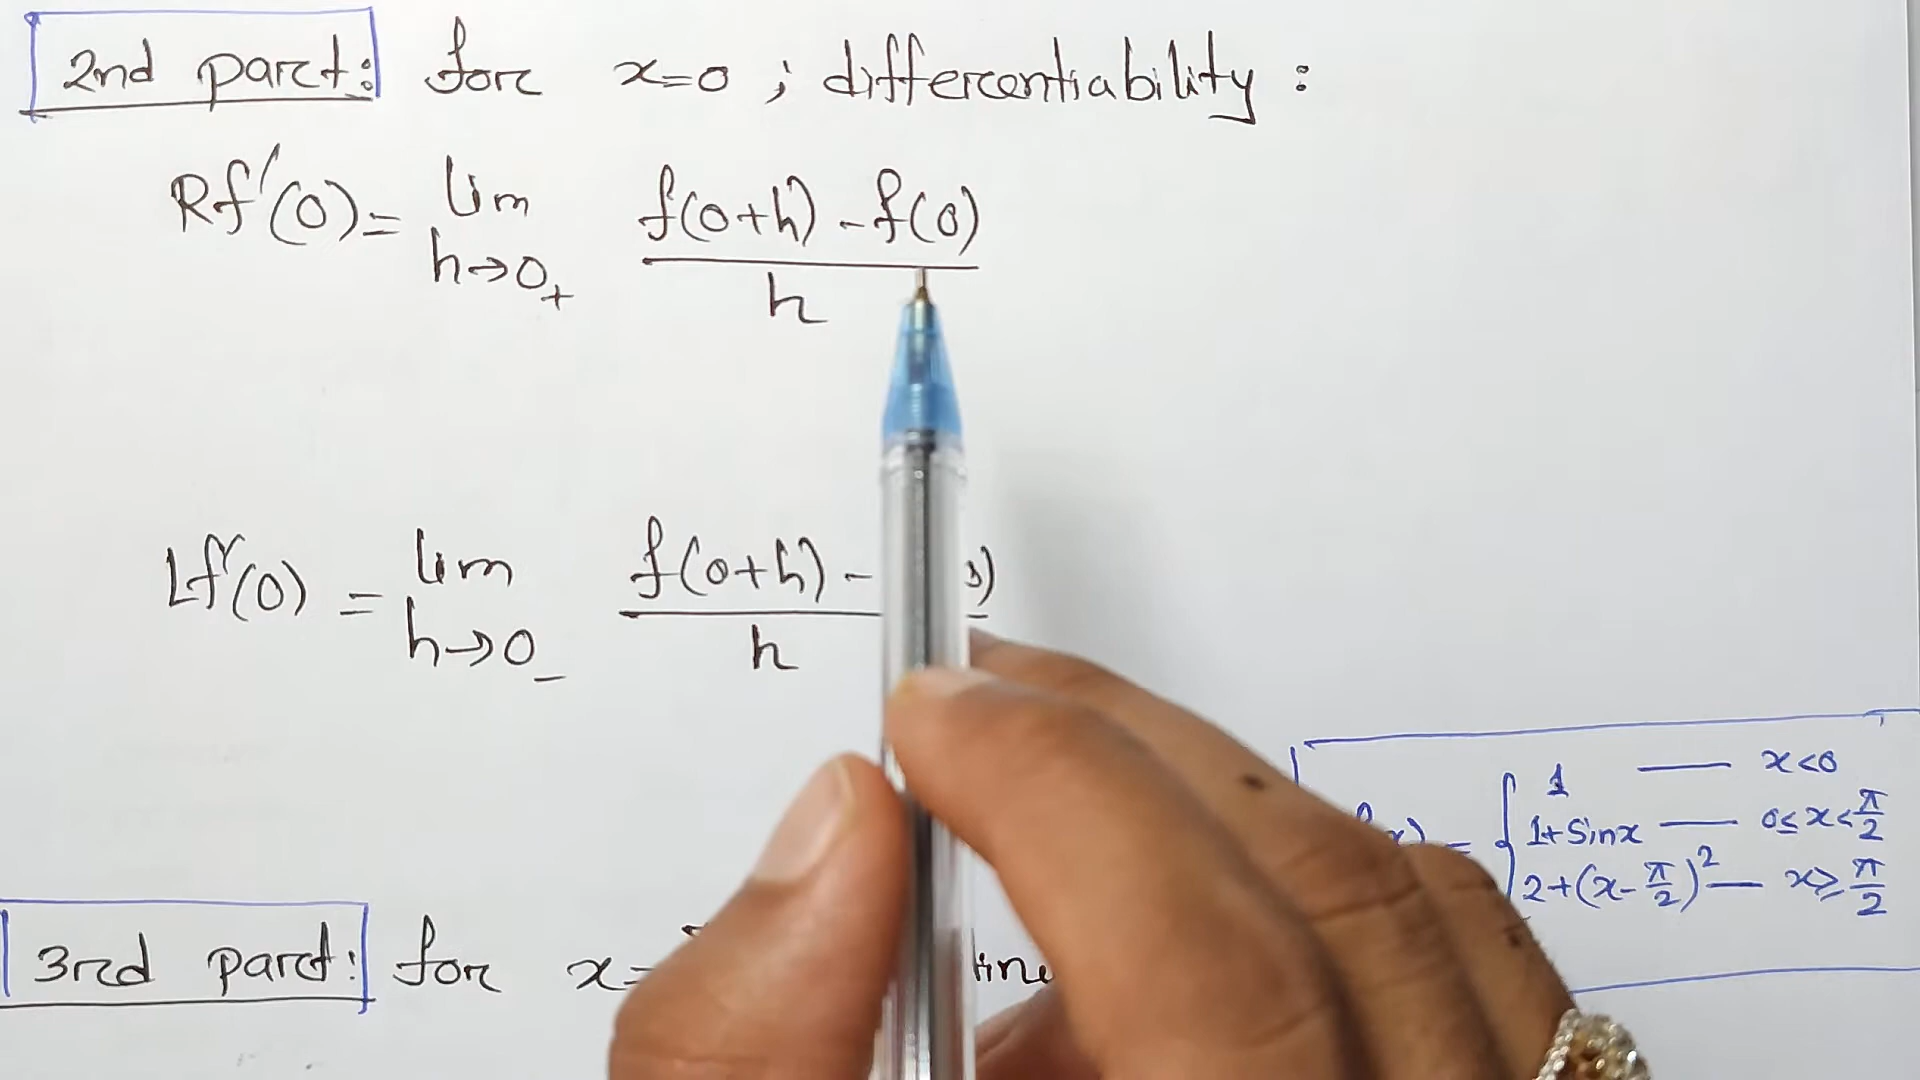 2nd part: for x=0 ; differentiability :
Rf'(0) = lim h→0+ f(0+h) - f(0) / h
Lf'(0) = lim h→0- f(0+h) - / h
1 — x<0
1+Sinx — 0≤x<π/2
2+(x-π/2)² — x≥π/2
3rd part: for x=